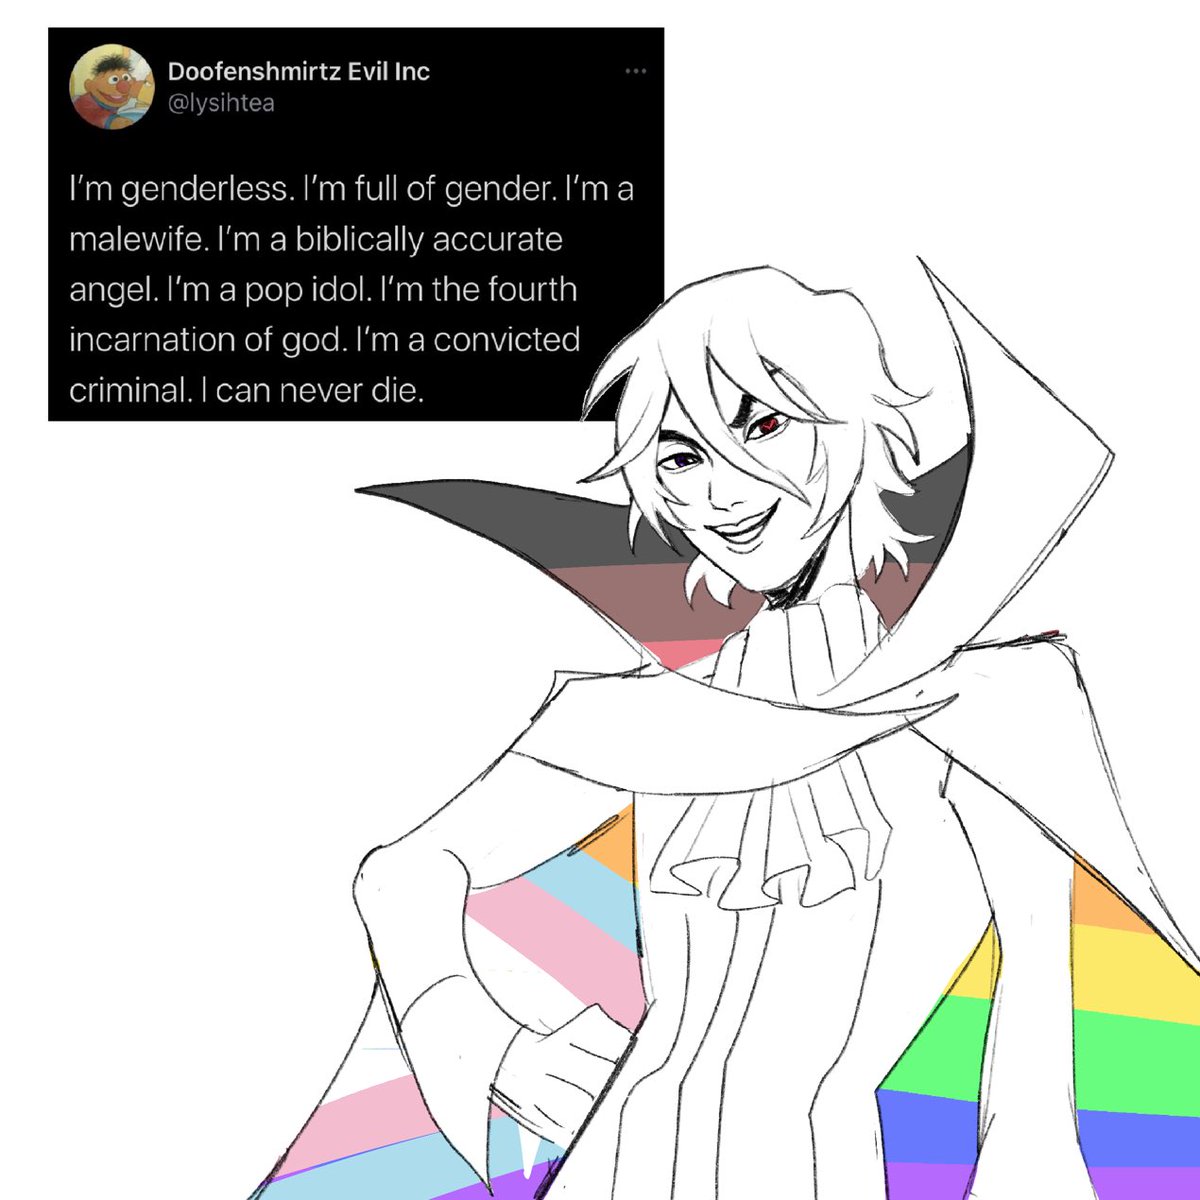 Doofenshmirtz Evil Inc
@lysihtea
I'm genderless. I'm full of gender. I'm a
malewife. I'm a biblically accurate
angel. I'm a pop idol. I'm the fourth
incarnation of god. I'm a convicted
criminal. I can never die.